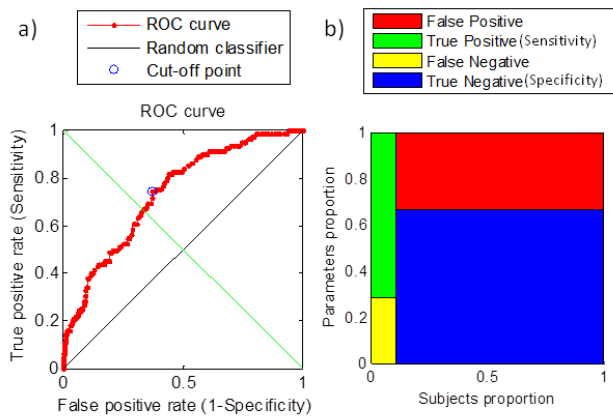 a)
ROC curve
Random classifier
Cut-off point
ROC curve
True positive rate (Sensitivity)
1
0.8
0.6
0.4
0.2
0
0
0.5
1
False positive rate (1-Specificity)
b)
False Positive
True Positive (Sensitivity)
False Negative
True Negative (Specificity)
Parameters proportion
1
0.8
0.6
0.4
0.2
0
0
0.5
1
Subjects proportion